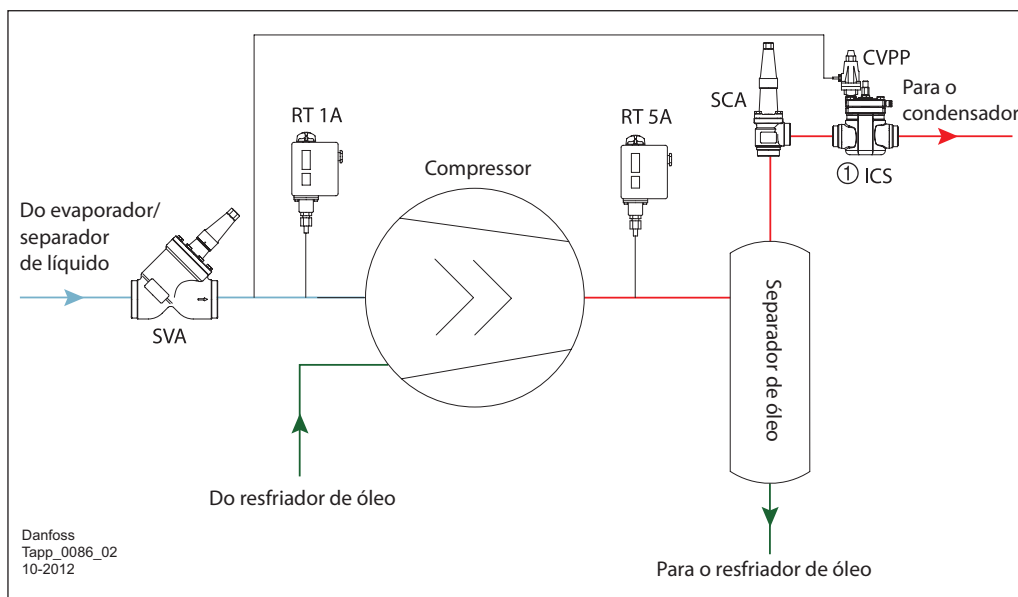 CVPP
Para o
condensador
SCA
RT 1A
RT 5A
Compressor
① ICS
Do evaporador/
separador
de líquido
SVA
Separador de óleo
Do resfriador de óleo
Para o resfriador de óleo
Danfoss
Tapp_0086_02
10-2012